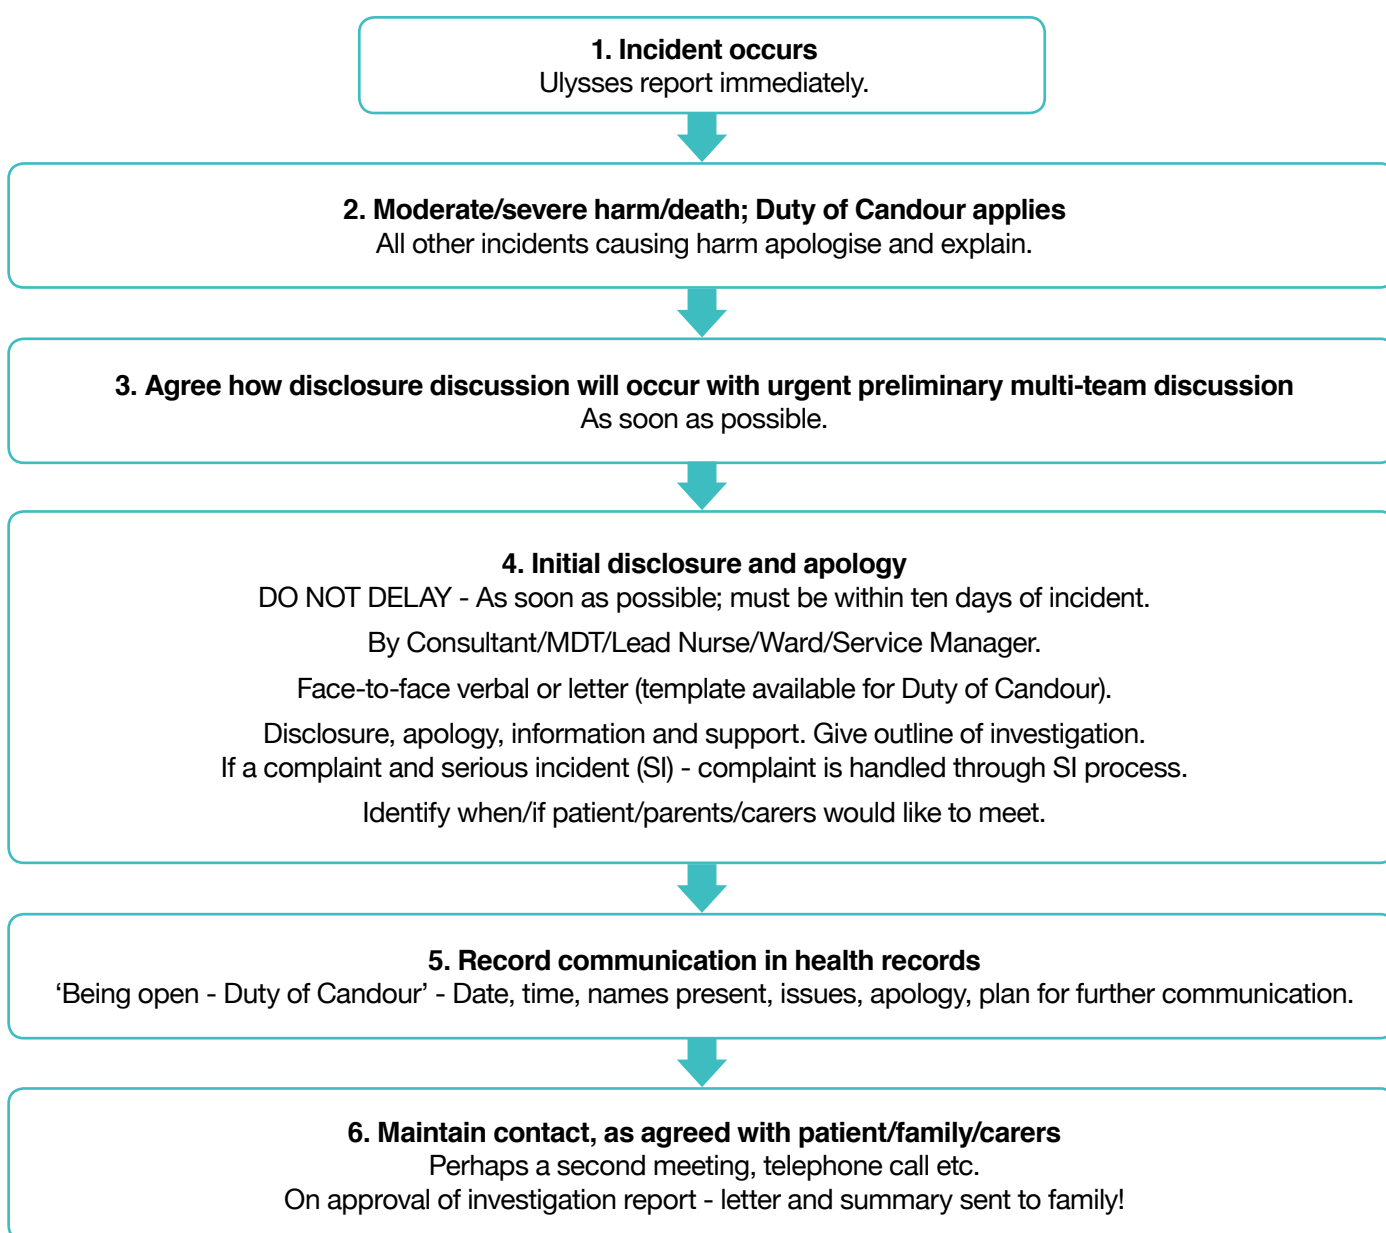 1. Incident occurs
Ulysses report immediately.
2. Moderate/severe harm/death; Duty of Candour applies
All other incidents causing harm apologise and explain.
3. Agree how disclosure discussion will occur with urgent preliminary multi-team discussion
As soon as possible.
4. Initial disclosure and apology
DO NOT DELAY - As soon as possible; must be within ten days of incident.
By Consultant/MDT/Lead Nurse/Ward/Service Manager.
Face-to-face verbal or letter (template available for Duty of Candour).
Disclosure, apology, information and support. Give outline of investigation.
If a complaint and serious incident (SI) - complaint is handled through SI process.
Identify when/if patient/parents/carers would like to meet.
5. Record communication in health records
‘Being open - Duty of Candour’ - Date, time, names present, issues, apology, plan for further communication.
6. Maintain contact, as agreed with patient/family/carers
Perhaps a second meeting, telephone call etc.
On approval of investigation report - letter and summary sent to family!